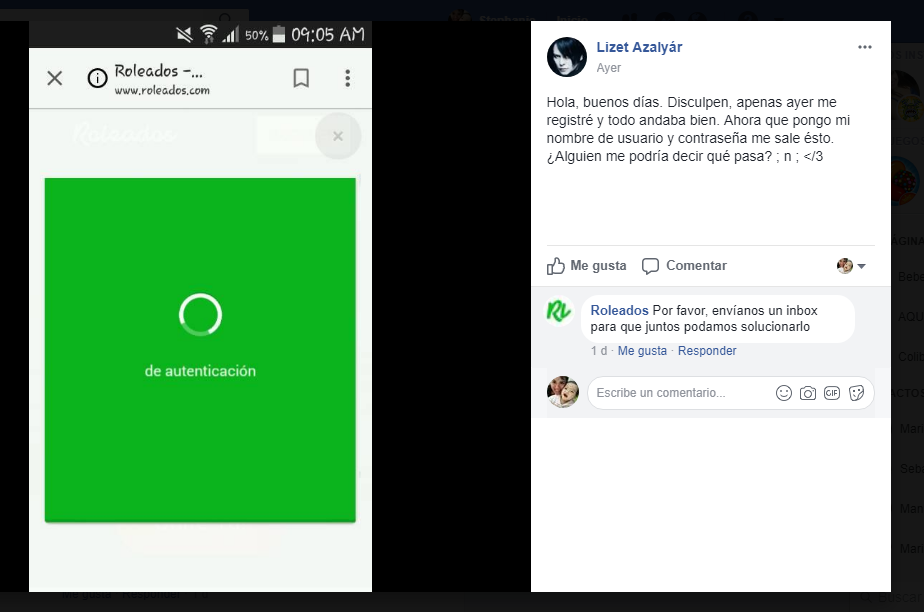 50% 09:05 AM
Roleados –...
www.roleados.com
Roleados
de autenticación
Lizet Azalyár
Ayer
Hola, buenos días. Disculpen, apenas ayer me
registré y todo andaba bien. Ahora que pongo mi
nombre de usuario y contraseña me sale ésto.
¿Alguien me podría decir qué pasa? ; n ; </3
Me gusta Comentar
Roleados Por favor, envíanos un inbox
para que juntos podamos solucionarlo
1 d · Me gusta · Responder
Escribe un comentario...
GIF